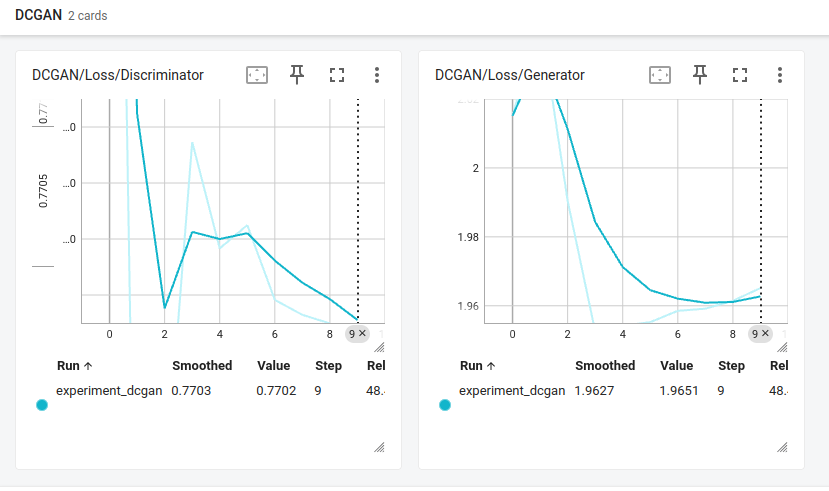 DCGAN 2 cards
DCGAN/Loss/Discriminator
0.77
0.7705
...0
...0
...0
0 2 4 6 8 9 ×
Run ↑ Smoothed Value Step Rel
experiment_dcgan 0.7703 0.7702 9 48.
DCGAN/Loss/Generator
2
1.98
1.96
0 2 4 6 8 9 ×
Run ↑ Smoothed Value Step Rel
experiment_dcgan 1.9627 1.9651 9 48.